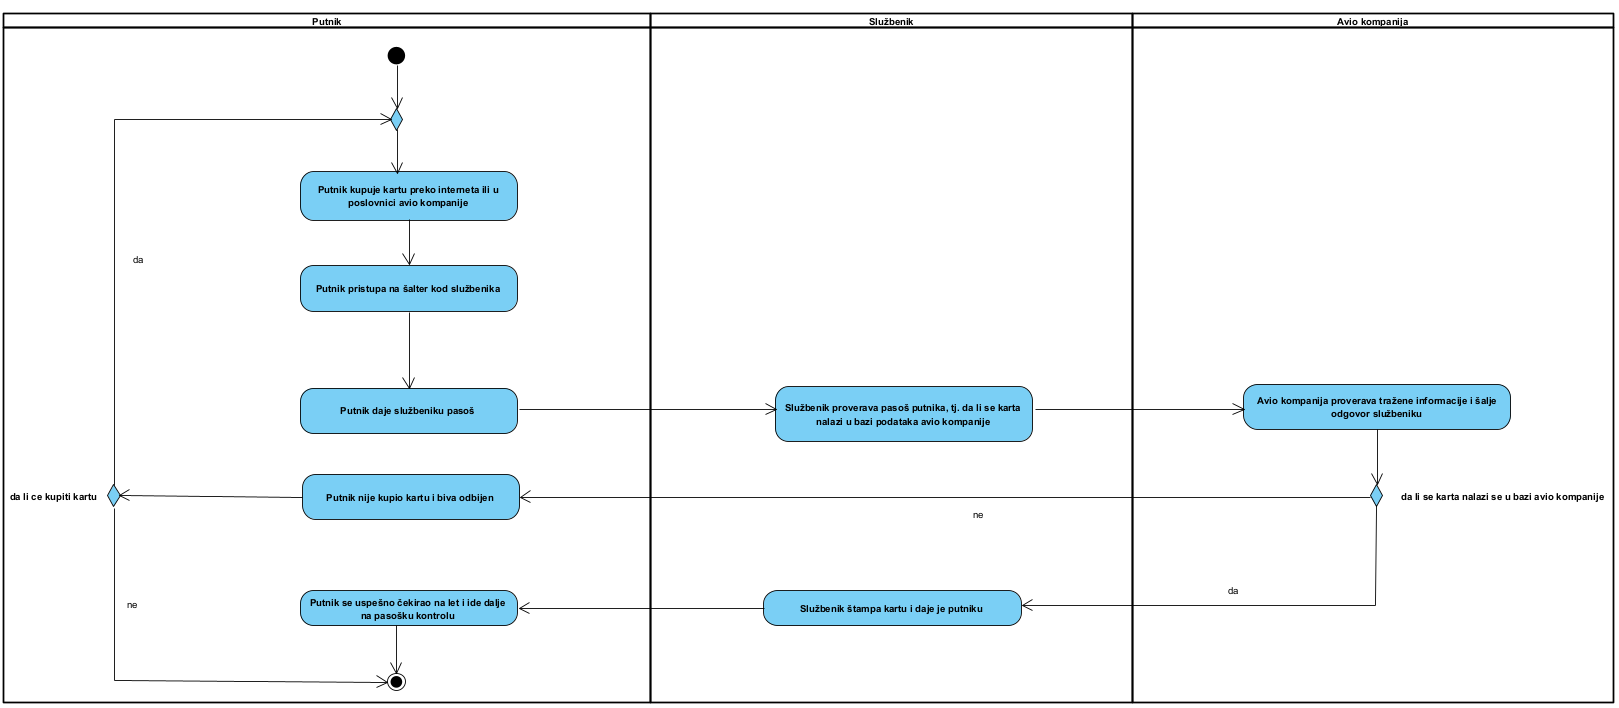 Putnik
Službenik
Avio kompanija
Putnik kupuje kartu preko interneta ili u
poslovnici avio kompanije
da
Putnik pristupa na šalter kod službenika
Putnik daje službeniku pasoš
Službenik proverava pasoš putnika, tj. da li se karta
nalazi u bazi podataka avio kompanije
Avio kompanija proverava tražene informacije i šalje
odgovor službeniku
da li ce kupiti kartu
Putnik nije kupio kartu i biva odbijen
da li se karta nalazi se u bazi avio kompanije
ne
da
ne
Putnik se uspešno čekirao na let i ide dalje
na pasošku kontrolu
Službenik štampa kartu i daje je putniku